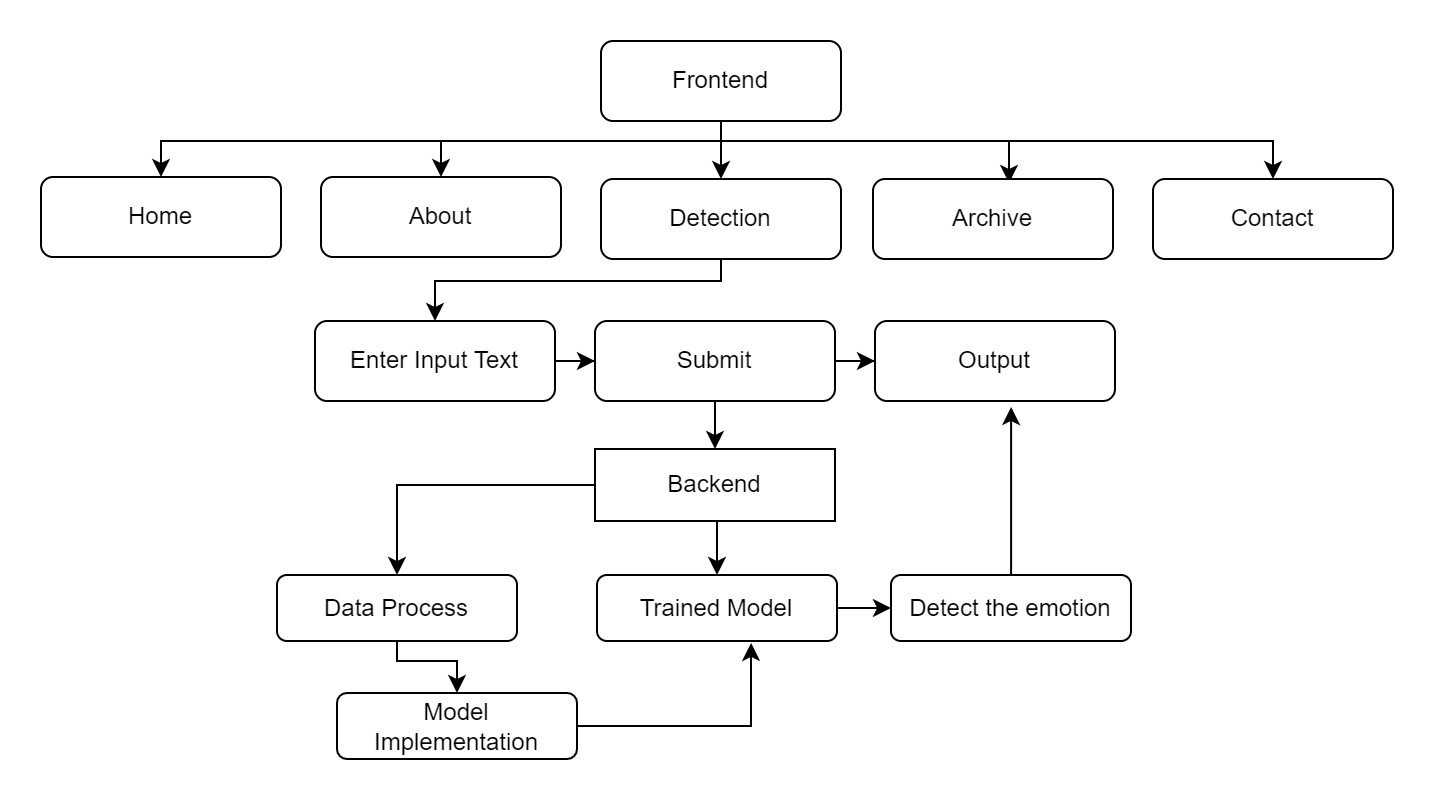 Frontend
Home
About
Detection
Archive
Contact
Enter Input Text
Submit
Output
Backend
Data Process
Trained Model
Detect the emotion
Model
Implementation